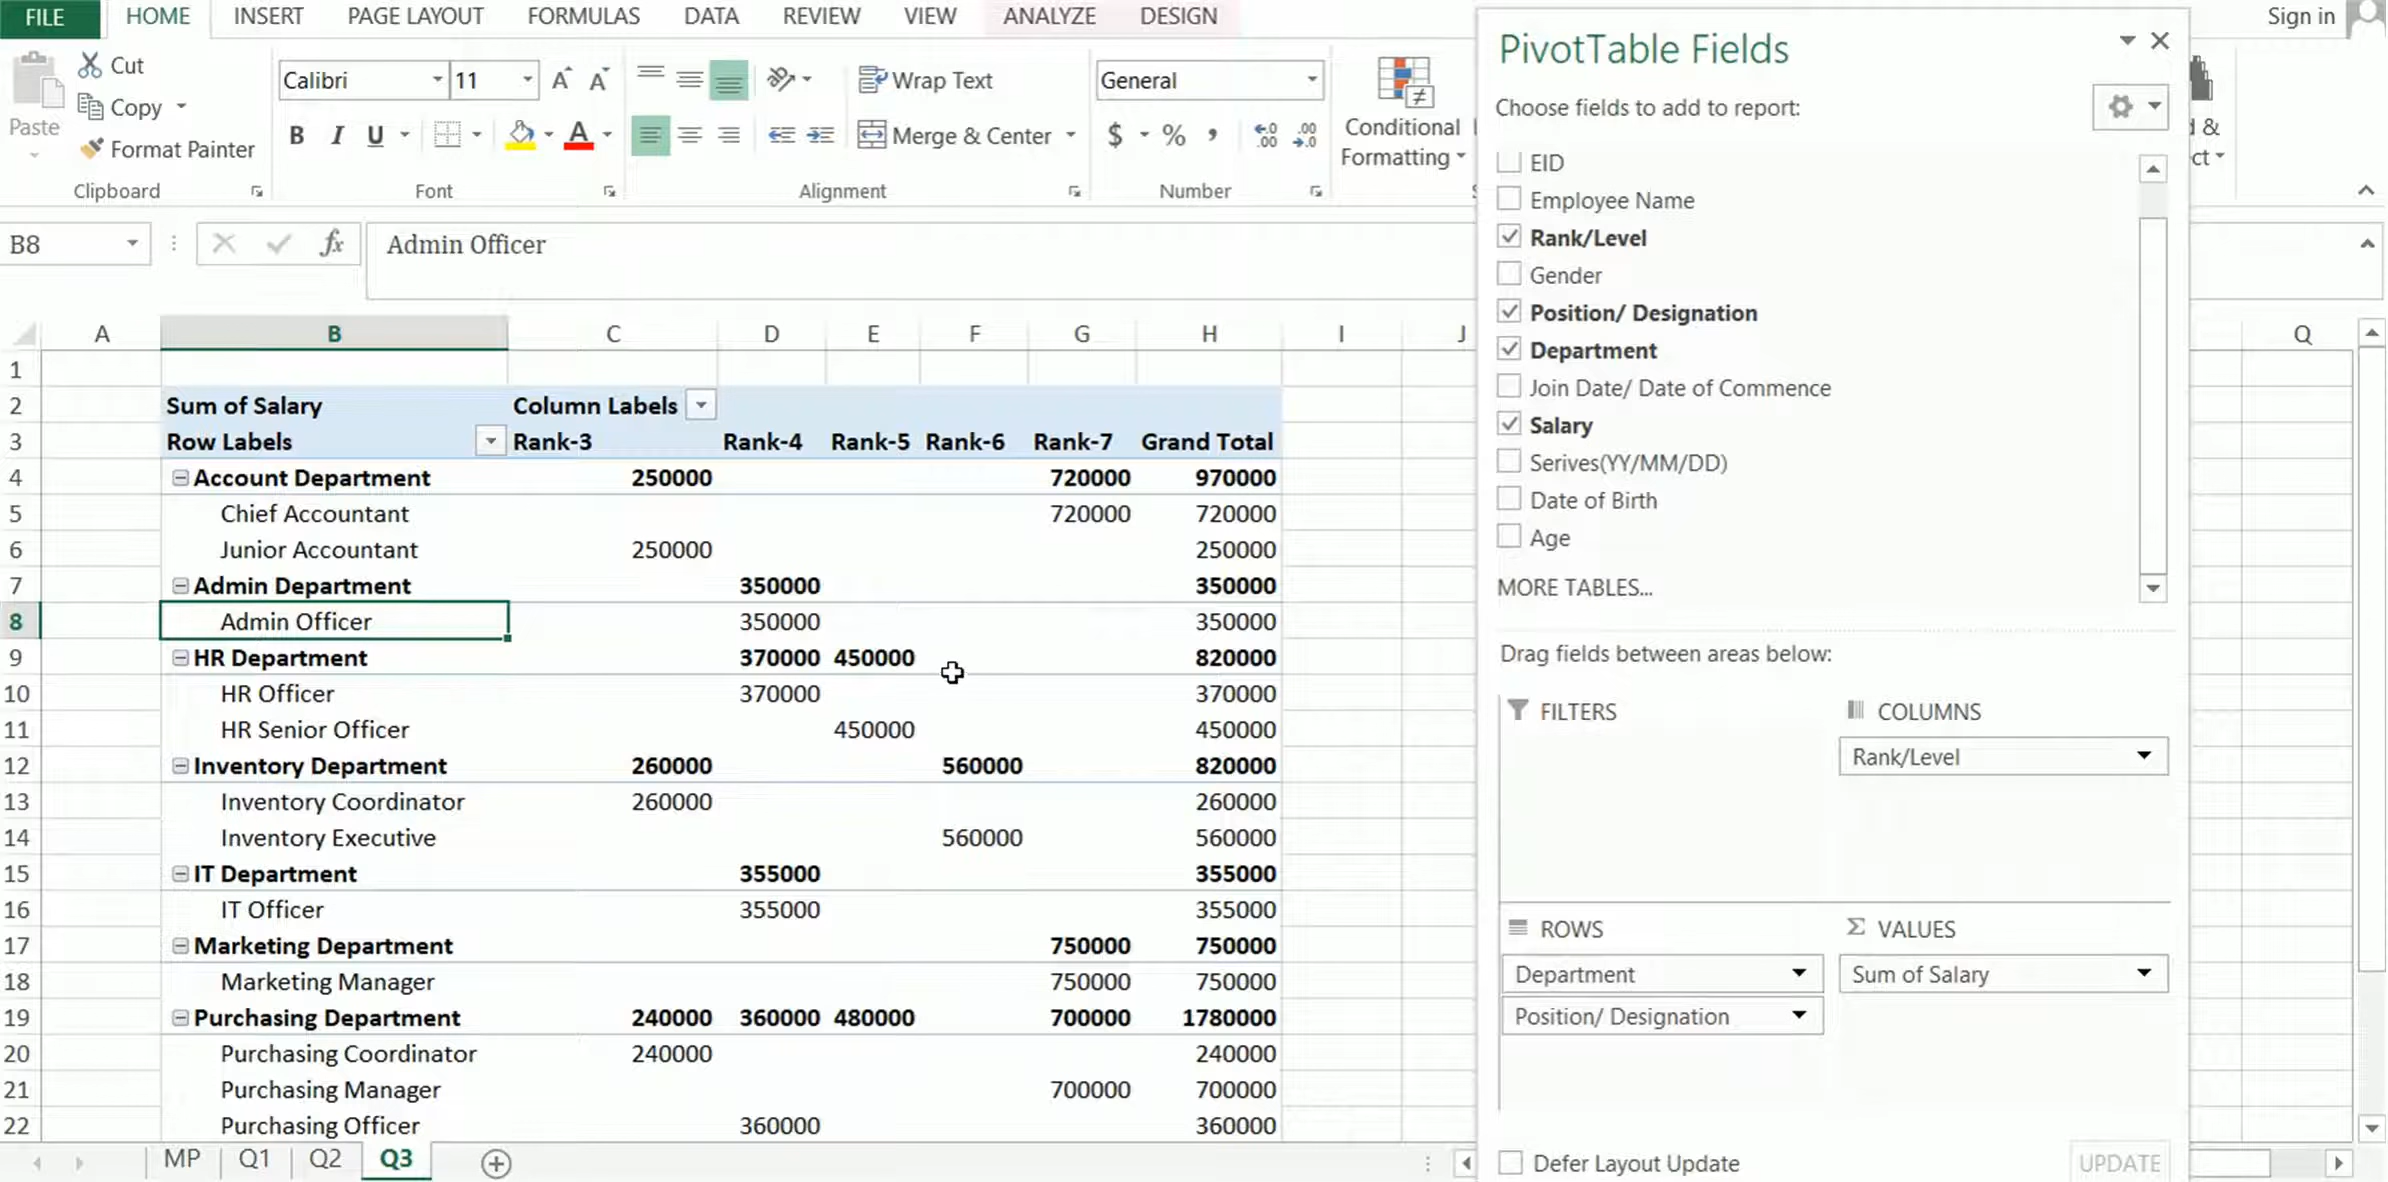 FILE HOME INSERT PAGE LAYOUT FORMULAS DATA REVIEW VIEW ANALYZE DESIGN Sign in
Cut
Copy
Format Painter
Paste
Clipboard
Calibri 11
B I U A
Font
Wrap Text
Merge & Center
Alignment
General
$ % ,
Number
Conditional
Formatting
B8
fx
Admin Officer
A B C D E F G H I J Q
1
2 Sum of Salary Column Labels
3 Row Labels Rank-3 Rank-4 Rank-5 Rank-6 Rank-7 Grand Total
4 Account Department 250000 720000 970000
5 Chief Accountant 720000 720000
6 Junior Accountant 250000 250000
7 Admin Department 350000 350000
8 Admin Officer 350000 350000
9 HR Department 370000 450000 820000
10 HR Officer 370000 370000
11 HR Senior Officer 450000 450000
12 Inventory Department 260000 560000 820000
13 Inventory Coordinator 260000 260000
14 Inventory Executive 560000 560000
15 IT Department 355000 355000
16 IT Officer 355000 355000
17 Marketing Department 750000 750000
18 Marketing Manager 750000 750000
19 Purchasing Department 240000 360000 480000 700000 1780000
20 Purchasing Coordinator 240000 240000
21 Purchasing Manager 700000 700000
22 Purchasing Officer 360000 360000
MP Q1 Q2 Q3
PivotTable Fields
Choose fields to add to report:
EID
Employee Name
Rank/Level
Gender
Position/ Designation
Department
Join Date/ Date of Commence
Salary
Serives(YY/MM/DD)
Date of Birth
Age
MORE TABLES...
Drag fields between areas below:
FILTERS
COLUMNS
Rank/Level
ROWS
Department
Position/ Designation
Σ VALUES
Sum of Salary
Defer Layout Update
UPDATE